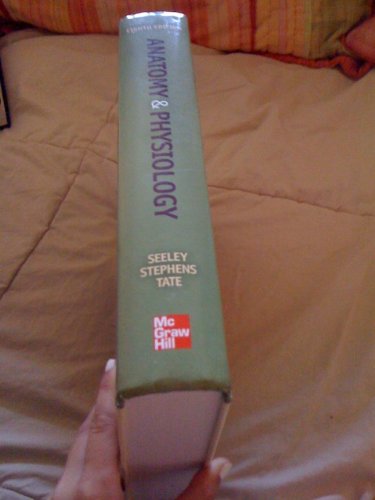 ANATOMY & PHYSIOLOGY
SEELEY
STEPHENS
TATE
Mc
Graw
Hill